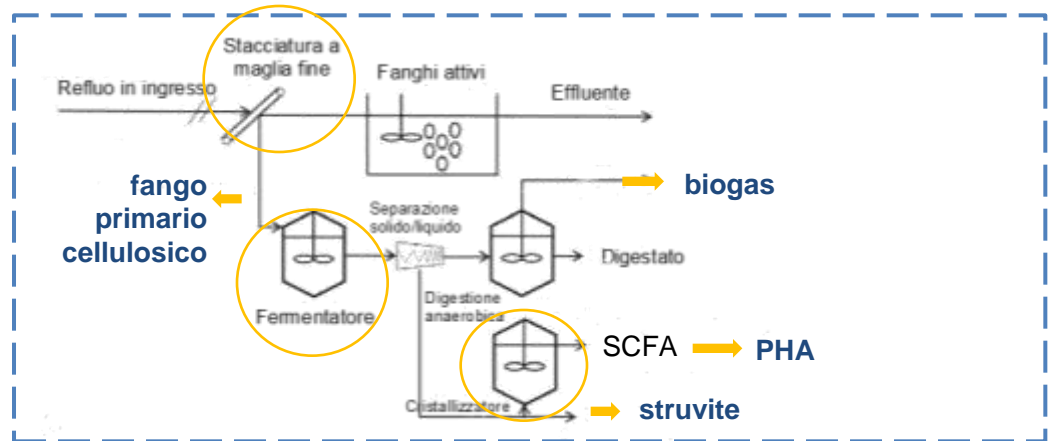 Stacciatura a
maglia fine
Refluo in ingresso
Fanghi attivi
Effluente
fango
primario
cellulosico
biogas
Separazione
solido/liquido
Digestato
Fermentatore
Digestione
anaerobica
SCFA
PHA
Cristallizzatore
struvite